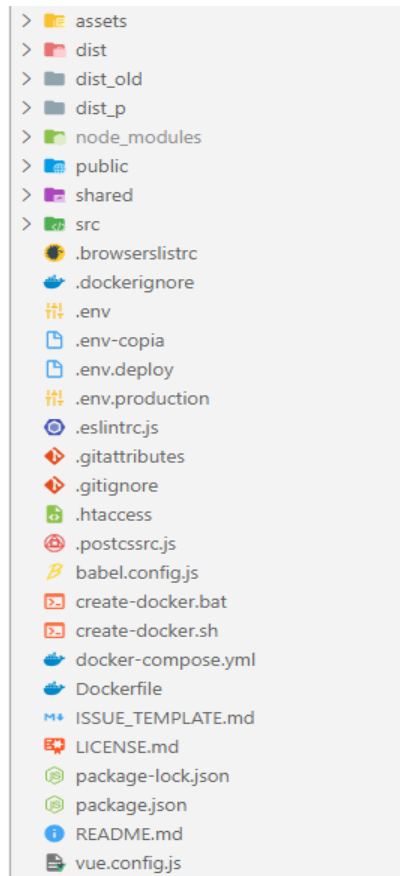 assets
dist
dist_old
dist_p
node_modules
public
shared
src
.browserslistrc
.dockerignore
.env
.env-copia
.env.deploy
.env.production
.eslintrc.js
.gitattributes
.gitignore
.htaccess
.postcssrc.js
babel.config.js
create-docker.bat
create-docker.sh
docker-compose.yml
Dockerfile
ISSUE_TEMPLATE.md
LICENSE.md
package-lock.json
package.json
README.md
vue.config.js